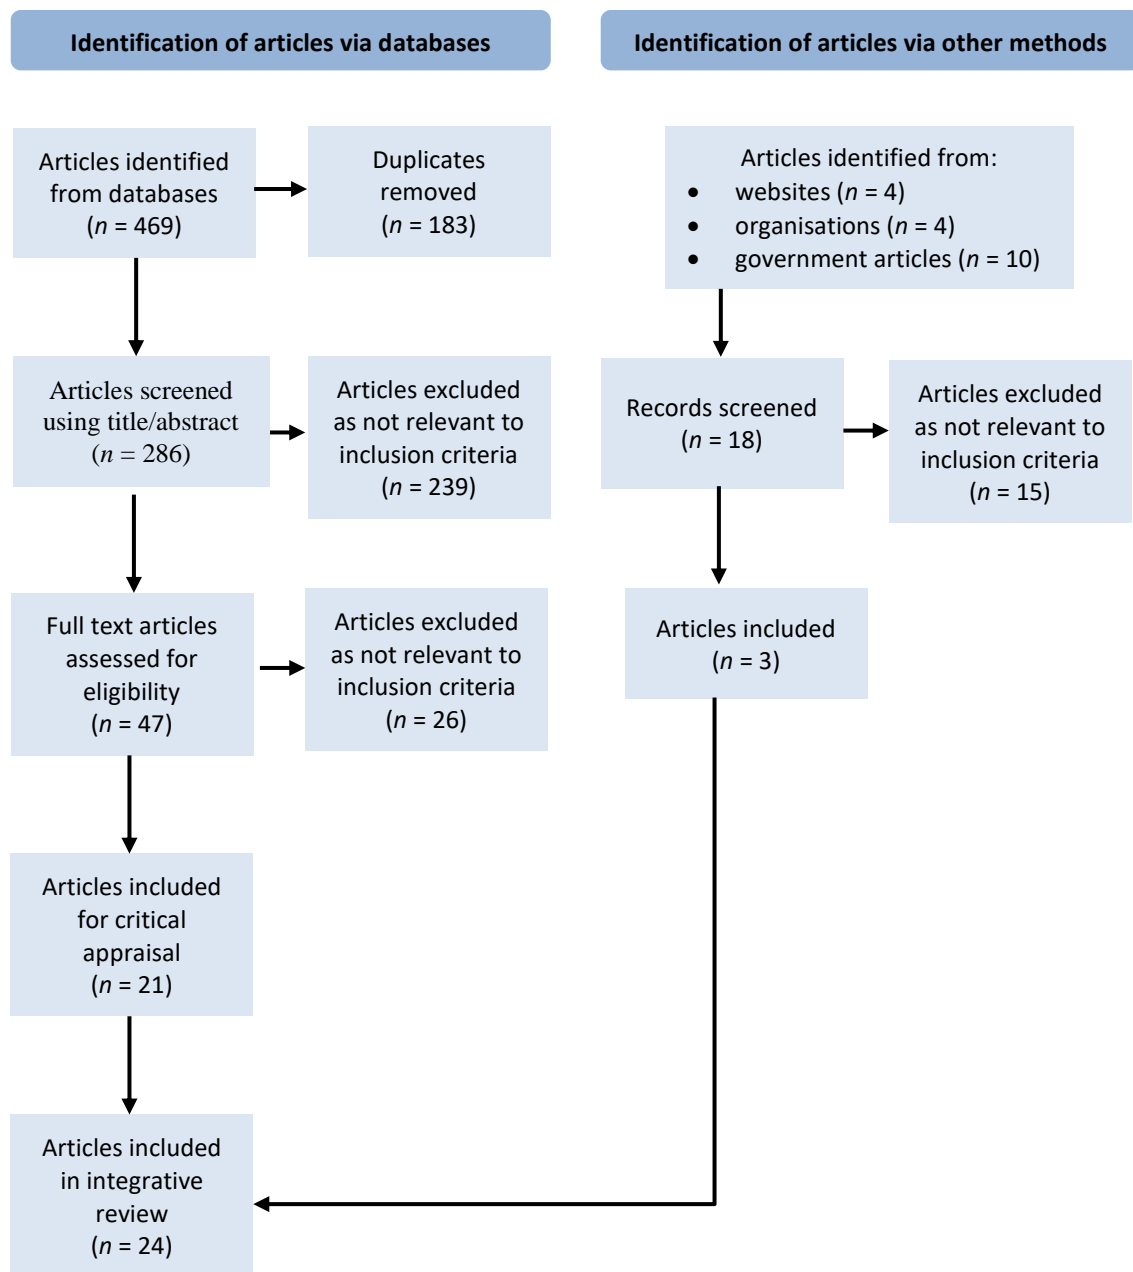 Identification of articles via databases
Identification of articles via other methods
Articles identified
from databases
(n = 469)
Duplicates
removed
(n = 183)
Articles identified from:
• websites (n = 4)
• organisations (n = 4)
• government articles (n = 10)
Articles screened
using title/abstract
(n = 286)
Articles excluded
as not relevant to
inclusion criteria
(n = 239)
Records screened
(n = 18)
Articles excluded
as not relevant to
inclusion criteria
(n = 15)
Full text articles
assessed for
eligibility
(n = 47)
Articles excluded
as not relevant to
inclusion criteria
(n = 26)
Articles included
(n = 3)
Articles included
for critical
appraisal
(n = 21)
Articles included
in integrative
review
(n = 24)